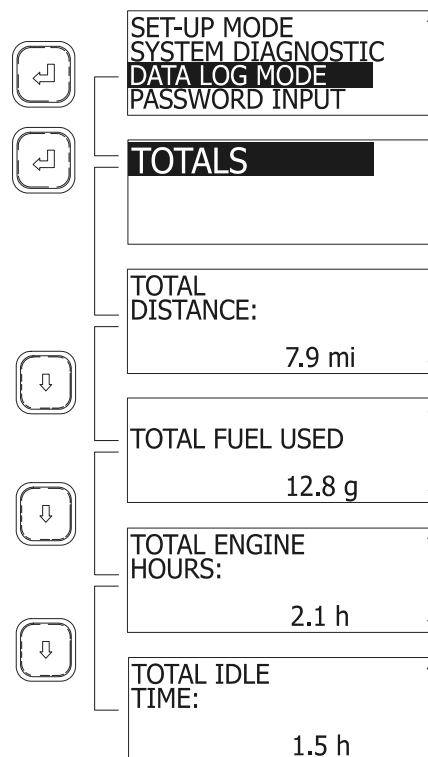 SET-UP MODE
SYSTEM DIAGNOSTIC
DATA LOG MODE
PASSWORD INPUT
TOTALS
TOTAL
DISTANCE:
7.9 mi
TOTAL FUEL USED
12.8 g
TOTAL ENGINE
HOURS:
2.1 h
TOTAL IDLE
TIME:
1.5 h